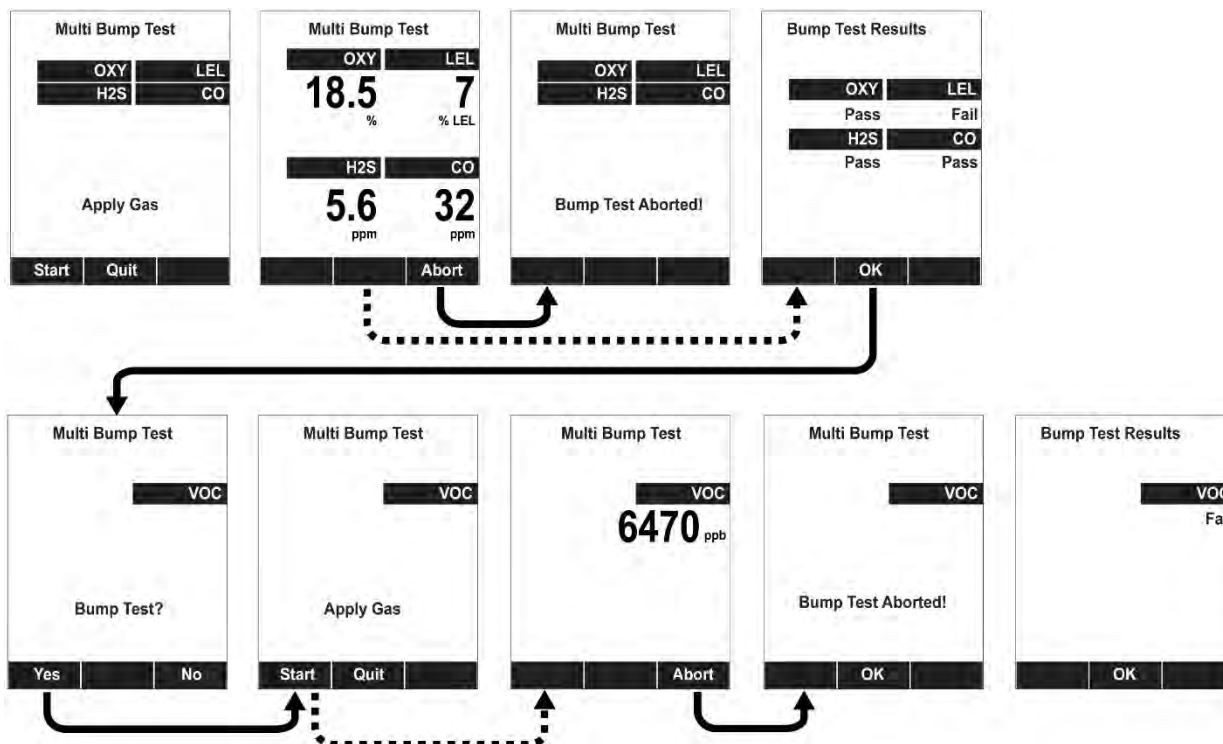 Multi Bump Test
OXY LEL
H2S CO
Apply Gas
Start Quit
Multi Bump Test
OXY LEL
18.5 7
% % LEL
H2S CO
5.6 32
ppm ppm
Abort
Multi Bump Test
OXY LEL
H2S CO
Bump Test Aborted!
Bump Test Results
OXY LEL
Pass Fail
H2S CO
Pass Pass
OK
Multi Bump Test
VOC
Bump Test?
Yes No
Multi Bump Test
VOC
Apply Gas
Start Quit
Multi Bump Test
VOC
6470 ppb
Abort
Multi Bump Test
VOC
Bump Test Aborted!
OK
Bump Test Results
VOC
Fa
OK